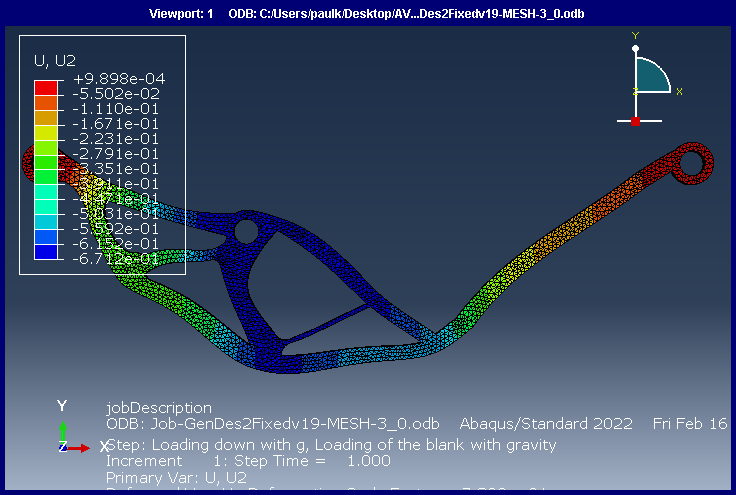 Viewport: 1 ODB: C:/Users/paulk/Desktop/AV...Des2Fixedv19-MESH-3_0.odb
U, U2
+9.898e-04
-5.502e-02
-1.110e-01
-1.671e-01
-2.231e-01
-2.791e-01
-3.351e-01
-3.911e-01
-4.471e-01
-5.031e-01
-5.592e-01
-6.152e-01
-6.712e-01
Y
Z X
Y
Z X
jobDescription
ODB: Job-GenDes2Fixedv19-MESH-3_0.odb Abaqus/Standard 2022 Fri Feb 16
Step: Loading down with g, Loading of the blank with gravity
Increment 1: Step Time = 1.000
Primary Var: U, U2